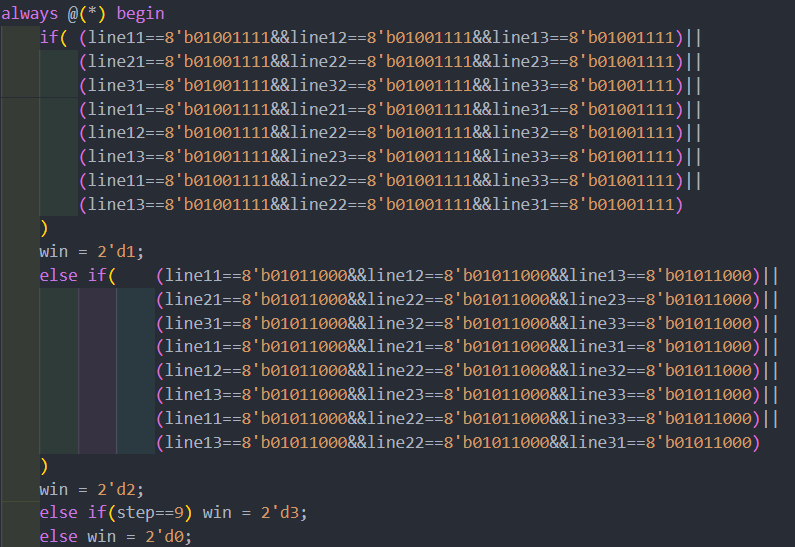 always @(*) begin
if( (line11==8'b01001111&&line12==8'b01001111&&line13==8'b01001111)||
(line21==8'b01001111&&line22==8'b01001111&&line23==8'b01001111)||
(line31==8'b01001111&&line32==8'b01001111&&line33==8'b01001111)||
(line11==8'b01001111&&line21==8'b01001111&&line31==8'b01001111)||
(line12==8'b01001111&&line22==8'b01001111&&line32==8'b01001111)||
(line13==8'b01001111&&line23==8'b01001111&&line33==8'b01001111)||
(line11==8'b01001111&&line22==8'b01001111&&line33==8'b01001111)||
(line13==8'b01001111&&line22==8'b01001111&&line31==8'b01001111)
)
win = 2'd1;
else if( (line11==8'b01011000&&line12==8'b01011000&&line13==8'b01011000)||
(line21==8'b01011000&&line22==8'b01011000&&line23==8'b01011000)||
(line31==8'b01011000&&line32==8'b01011000&&line33==8'b01011000)||
(line11==8'b01011000&&line21==8'b01011000&&line31==8'b01011000)||
(line12==8'b01011000&&line22==8'b01011000&&line32==8'b01011000)||
(line13==8'b01011000&&line23==8'b01011000&&line33==8'b01011000)||
(line11==8'b01011000&&line22==8'b01011000&&line33==8'b01011000)||
(line13==8'b01011000&&line22==8'b01011000&&line31==8'b01011000)
)
win = 2'd2;
else if(step==9) win = 2'd3;
else win = 2'd0;